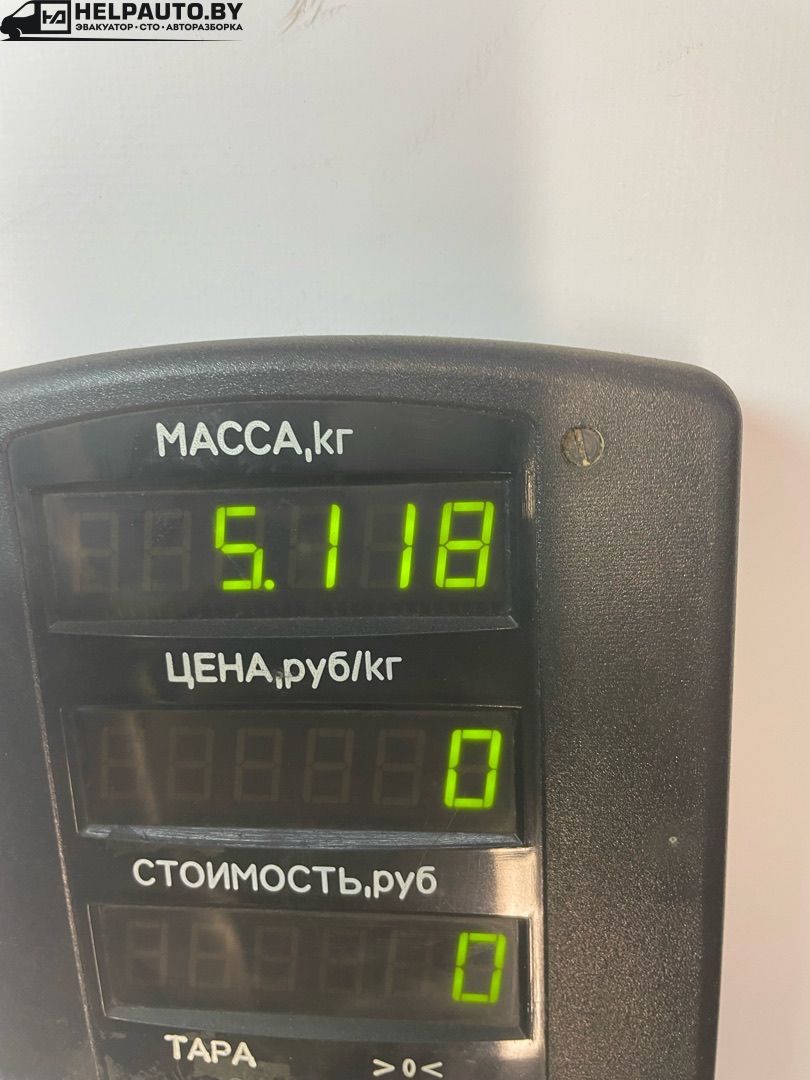 HELPAUTO.BY
ЭВАКУАТОР • СТО • АВТОРАЗБОРКА
МАССА,кг
5.118
ЦЕНА,руб/кг
0
СТОИМОСТЬ,руб
0
ТАРА >0<